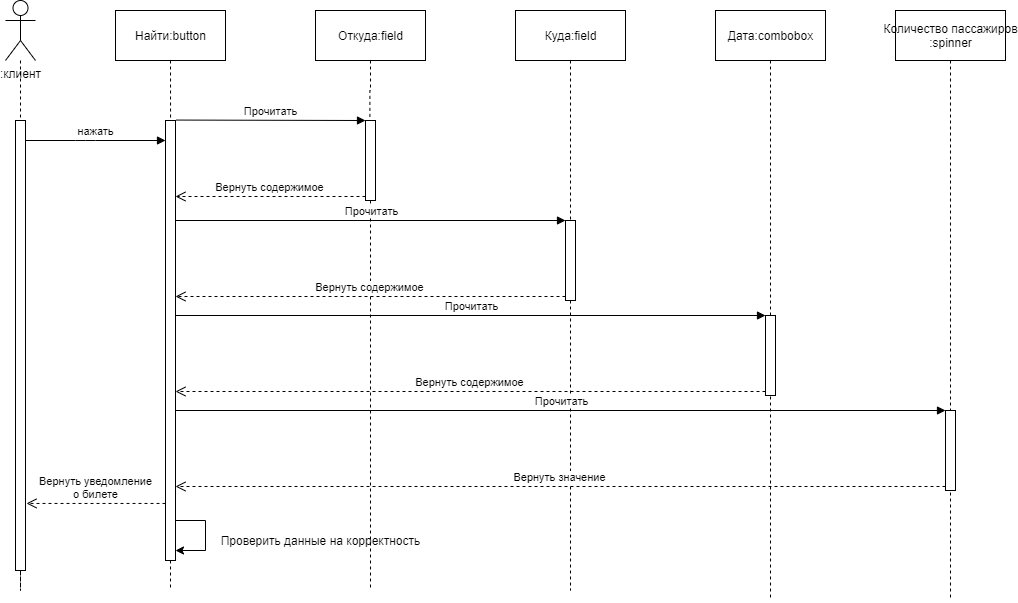 :клиент
Найти:button
Откуда:field
Куда:field
Дата:combobox
Количество пассажиров
:spinner
Прочитать
нажать
Вернуть содержимое
Прочитать
Вернуть содержимое
Прочитать
Вернуть содержимое
Прочитать
Вернуть значение
Вернуть уведомление
о билете
Проверить данные на корректность